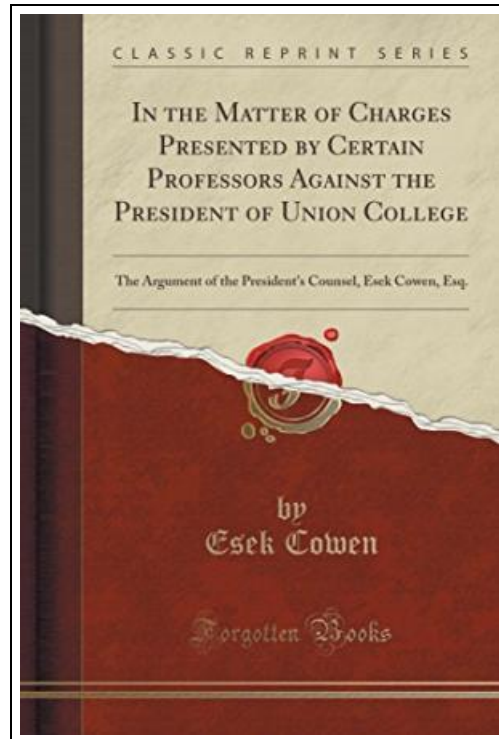 CLASSIC REPRINT SERIES
IN THE MATTER OF CHARGES
PRESENTED BY CERTAIN
PROFESSORS AGAINST THE
PRESIDENT OF UNION COLLEGE
The Argument of the President's Counsel, Esek Cowen, Esq.
by
Esek Cowen
Forgotten Books